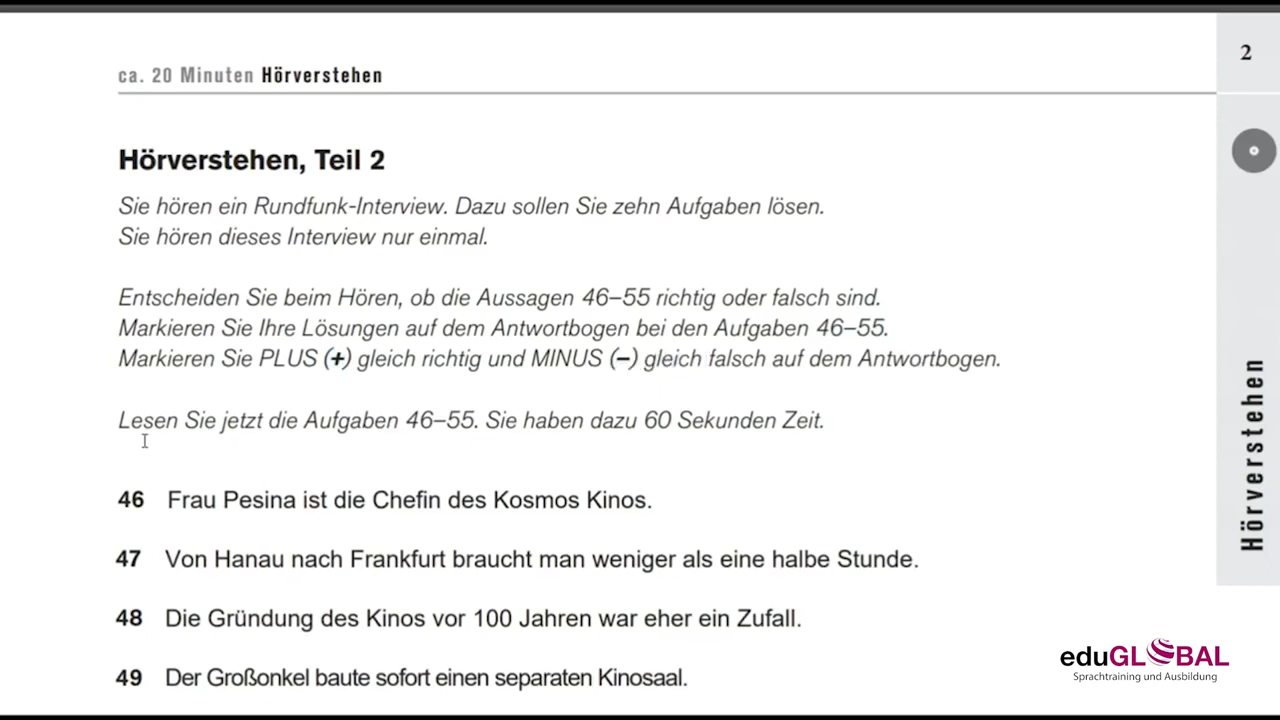 2
ca. 20 Minuten Hörverstehen
Hörverstehen, Teil 2
Sie hören ein Rundfunk-Interview. Dazu sollen Sie zehn Aufgaben lösen.
Sie hören dieses Interview nur einmal.
Entscheiden Sie beim Hören, ob die Aussagen 46–55 richtig oder falsch sind.
Markieren Sie Ihre Lösungen auf dem Antwortbogen bei den Aufgaben 46–55.
Markieren Sie PLUS (+) gleich richtig und MINUS (–) gleich falsch auf dem Antwortbogen.
Lesen Sie jetzt die Aufgaben 46–55. Sie haben dazu 60 Sekunden Zeit.
46 Frau Pesina ist die Chefin des Kosmos Kinos.
47 Von Hanau nach Frankfurt braucht man weniger als eine halbe Stunde.
48 Die Gründung des Kinos vor 100 Jahren war eher ein Zufall.
49 Der Großonkel baute sofort einen separaten Kinosaal.
Hörverstehen
eduGLOBAL
Sprachtraining und Ausbildung